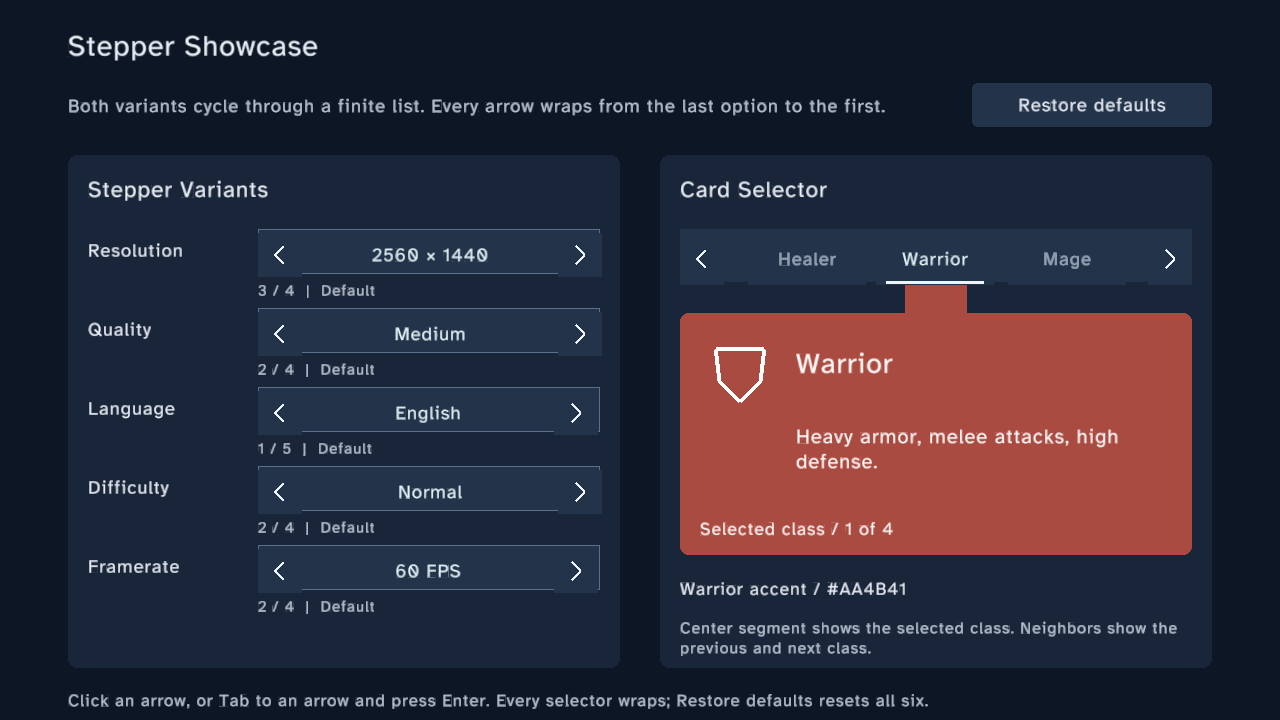 Stepper Showcase
Both variants cycle through a finite list. Every arrow wraps from the last option to the first.
Restore defaults
Stepper Variants
Resolution
2560 × 1440
3 / 4 | Default
Quality
Medium
2 / 4 | Default
Language
English
1 / 5 | Default
Difficulty
Normal
2 / 4 | Default
Framerate
60 FPS
2 / 4 | Default
Card Selector
Healer
Warrior
Mage
Warrior
Heavy armor, melee attacks, high
defense.
Selected class / 1 of 4
Warrior accent / #AA4B41
Center segment shows the selected class. Neighbors show the
previous and next class.
Click an arrow, or Tab to an arrow and press Enter. Every selector wraps; Restore defaults resets all six.